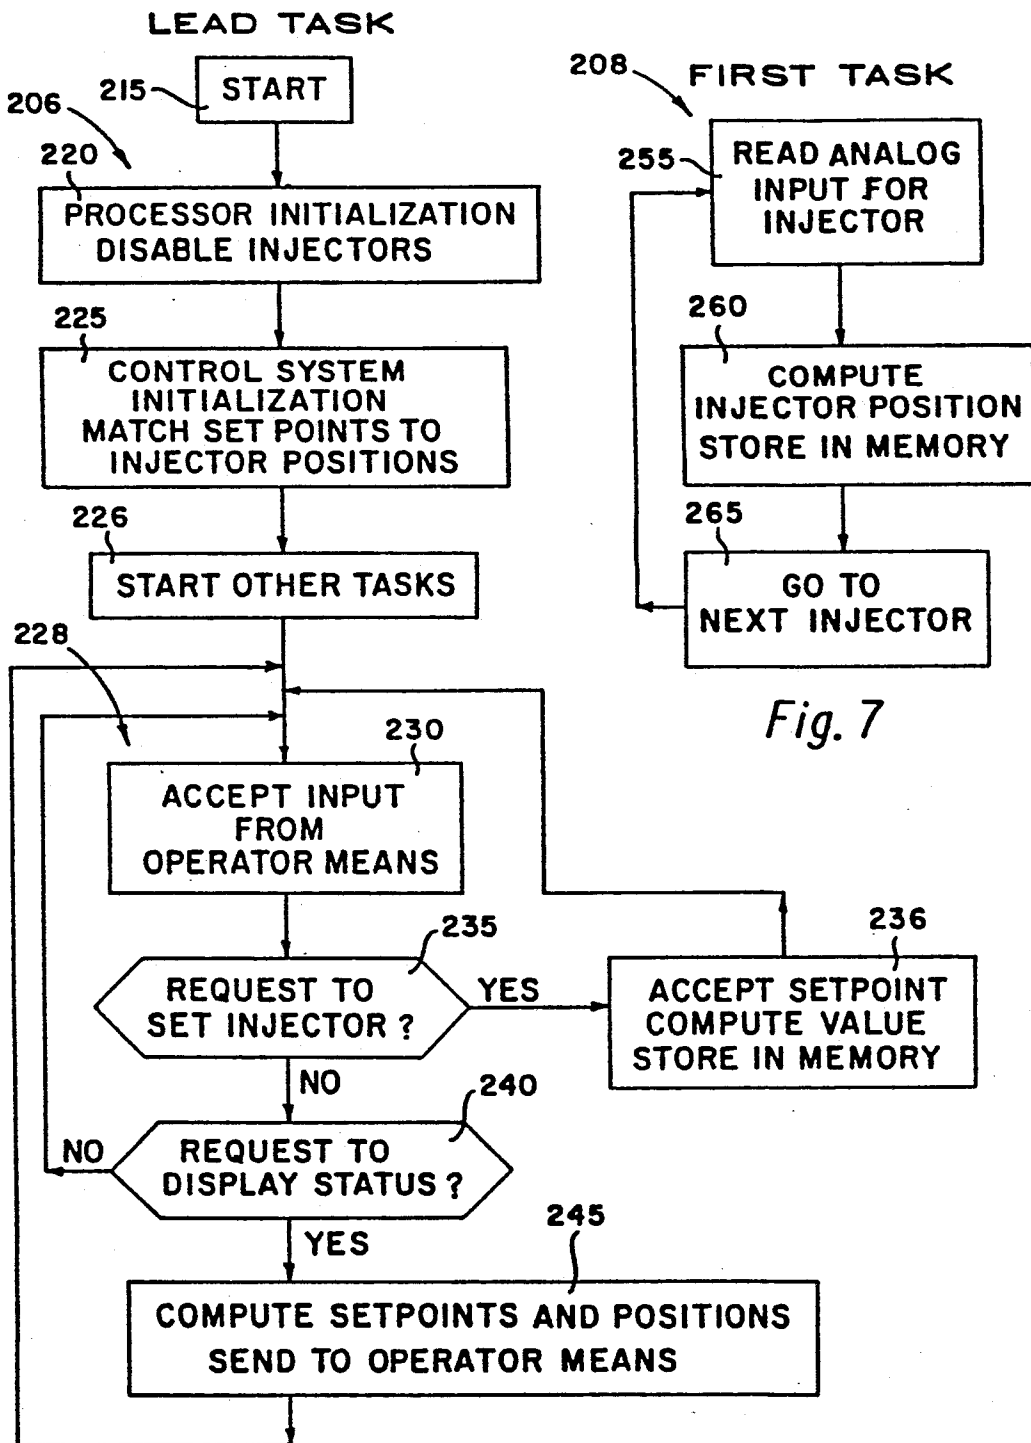 LEAD TASK
215
START
206
220
PROCESSOR INITIALIZATION
DISABLE INJECTORS
225
CONTROL SYSTEM
INITIALIZATION
MATCH SET POINTS TO
INJECTOR POSITIONS
226
START OTHER TASKS
228
230
ACCEPT INPUT
FROM
OPERATOR MEANS
235
REQUEST TO
SET INJECTOR ?
YES
236
ACCEPT SETPOINT
COMPUTE VALUE
STORE IN MEMORY
NO
240
REQUEST TO
DISPLAY STATUS ?
NO
YES
245
COMPUTE SETPOINTS AND POSITIONS
SEND TO OPERATOR MEANS
208
FIRST TASK
255
READ ANALOG
INPUT FOR
INJECTOR
260
COMPUTE
INJECTOR POSITION
STORE IN MEMORY
265
GO TO
NEXT INJECTOR
Fig. 7